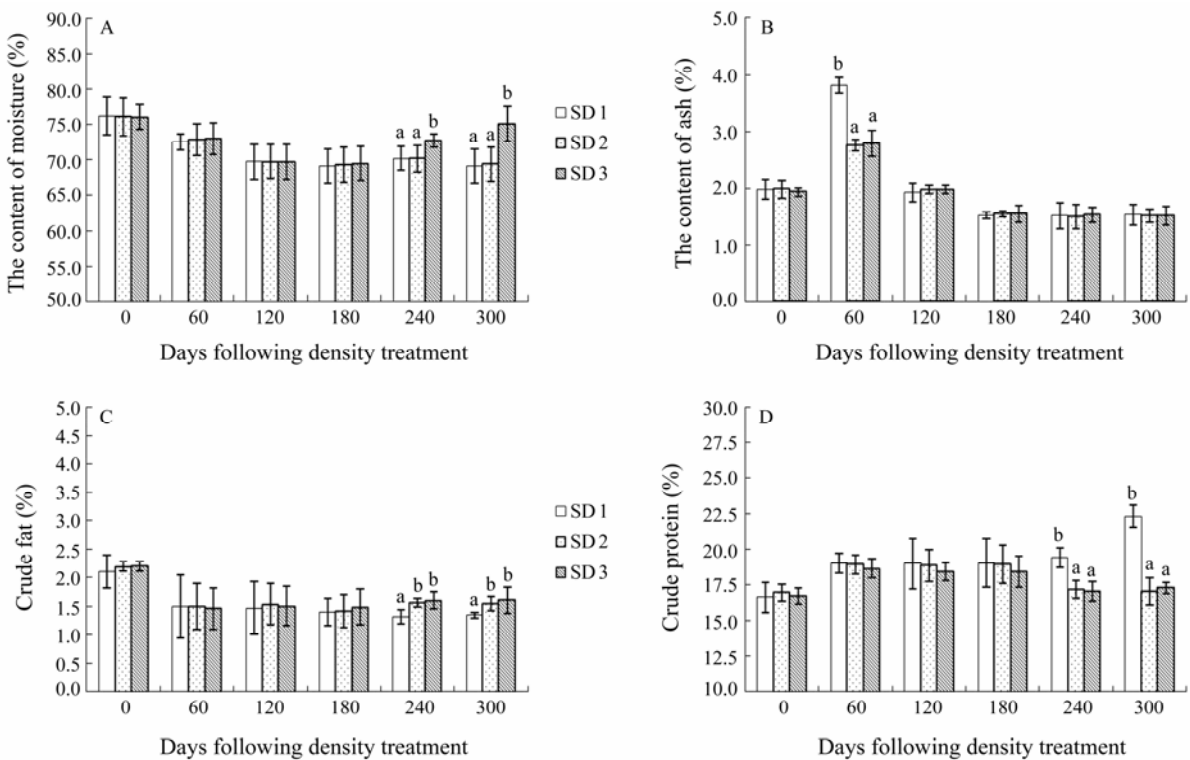 A
The content of moisture (%)
90.0
85.0
80.0
75.0
70.0
65.0
60.0
55.0
50.0
a a b
a a b
0 60 120 180 240 300
Days following density treatment
SD 1
SD 2
SD 3
B
The content of ash (%)
5.0
4.0
3.0
2.0
1.0
0.0
b
a a
0 60 120 180 240 300
Days following density treatment
C
Crude fat (%)
5.0
4.5
4.0
3.5
3.0
2.5
2.0
1.5
1.0
0.5
0.0
a b b
a b b
0 60 120 180 240 300
Days following density treatment
SD 1
SD 2
SD 3
D
Crude protein (%)
30.0
27.5
25.0
22.5
20.0
17.5
15.0
12.5
10.0
b a a
b a a
0 60 120 180 240 300
Days following density treatment